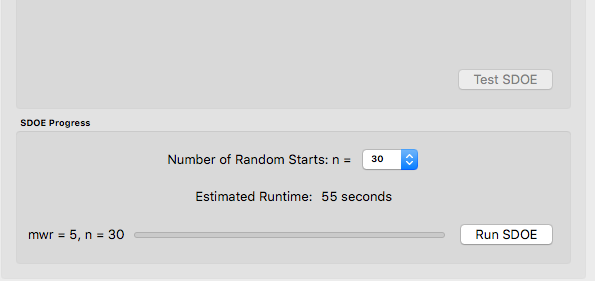 Test SDOE
SDOE Progress
Number of Random Starts: n = 30
Estimated Runtime: 55 seconds
mwr = 5, n = 30 Run SDOE